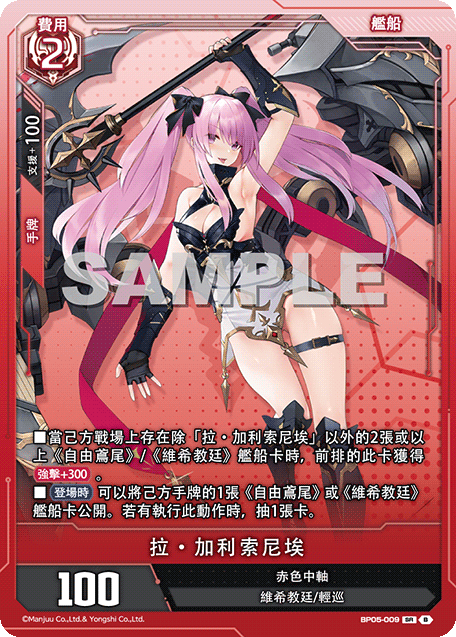 費用
2
艦船
支援+100
手牌
SAMPLE
■當己方戰場上存在除「拉・加利索尼埃」以外的2張或以
上《自由鳶尾》/《維希教廷》艦船卡時，前排的此卡獲得
強擊+300。
■登場時 可以將己方手牌的1張《自由鳶尾》或《維希教廷》
艦船卡公開。若有執行此動作時，抽1張卡。
拉・加利索尼埃
100
赤色中軸
維希教廷/輕巡
©Manjuu Co.,Ltd. & Yongshi Co.,Ltd.
BP05-009 SR B